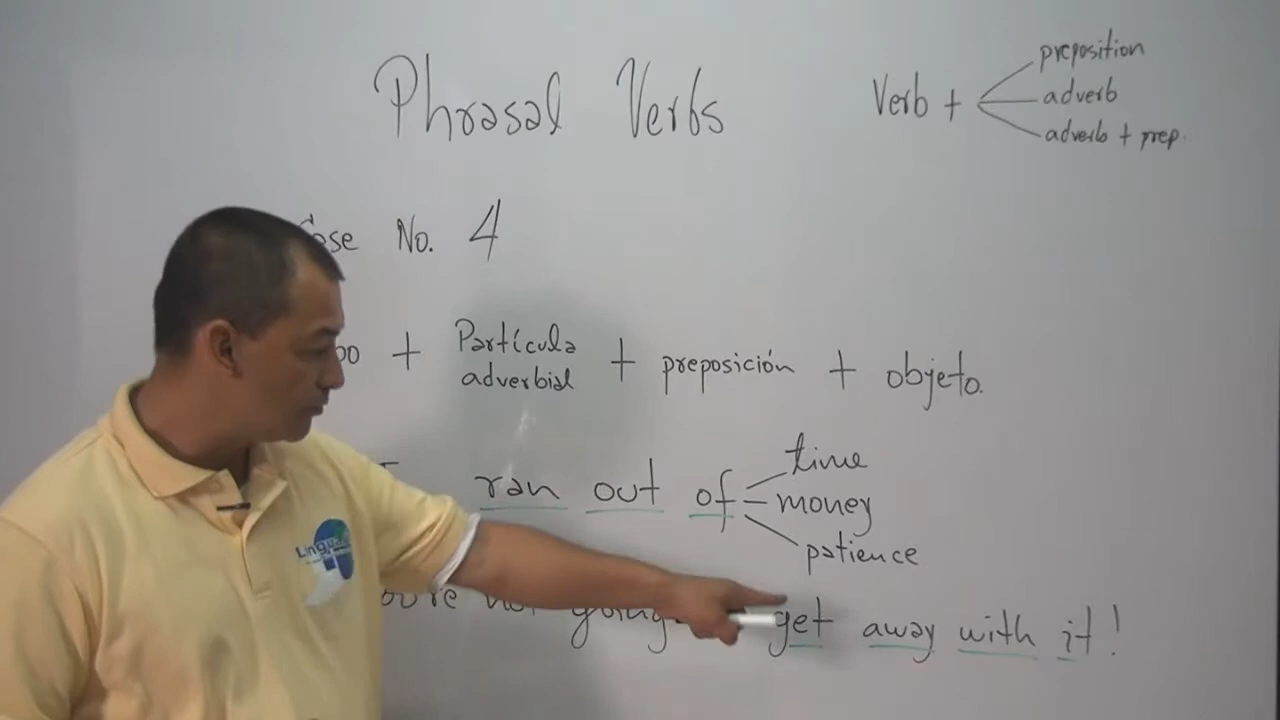 Phrasal Verbs
Verb +
preposition
adverb
adverb + prep.
No. 4
+ Partícula adverbial + preposición + objeto.
I ran out of
time
money
patience
get away with it!